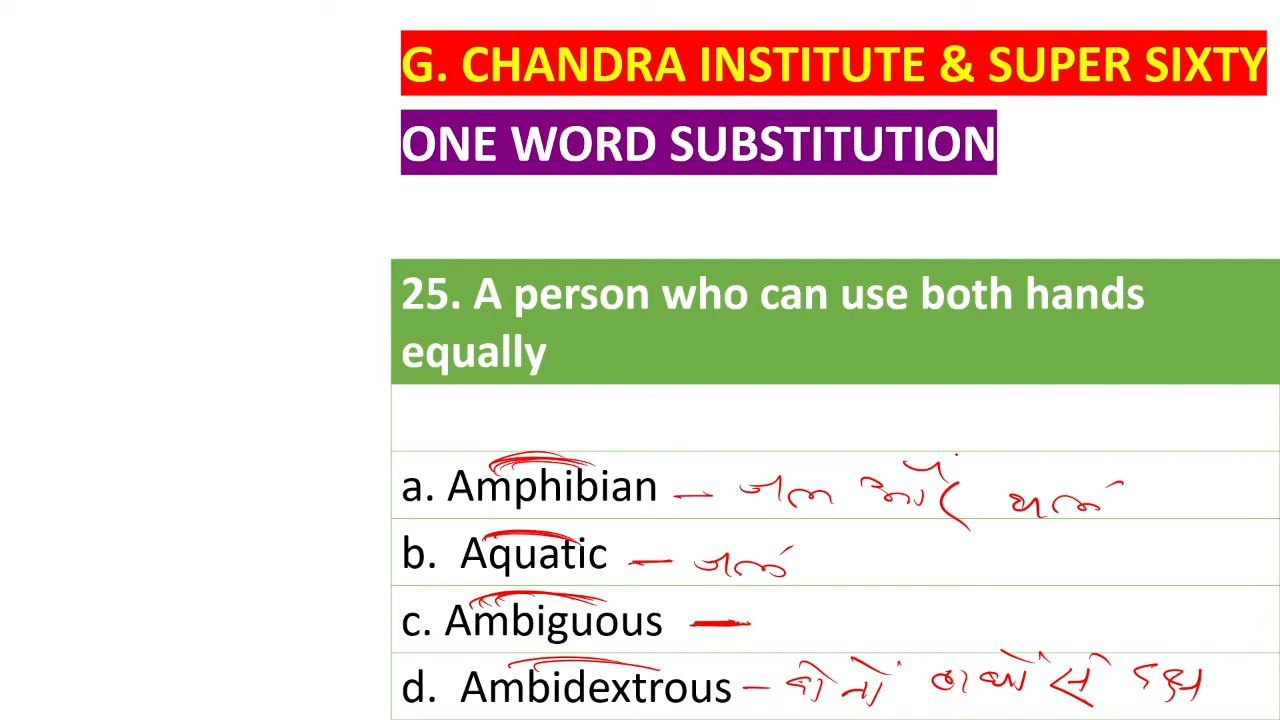 G. CHANDRA INSTITUTE & SUPER SIXTY
ONE WORD SUBSTITUTION
25. A person who can use both hands
equally
a. Amphibian – जल और थल
b. Aquatic – जल
c. Ambiguous –
d. Ambidextrous – दोनों हाथों से दक्ष